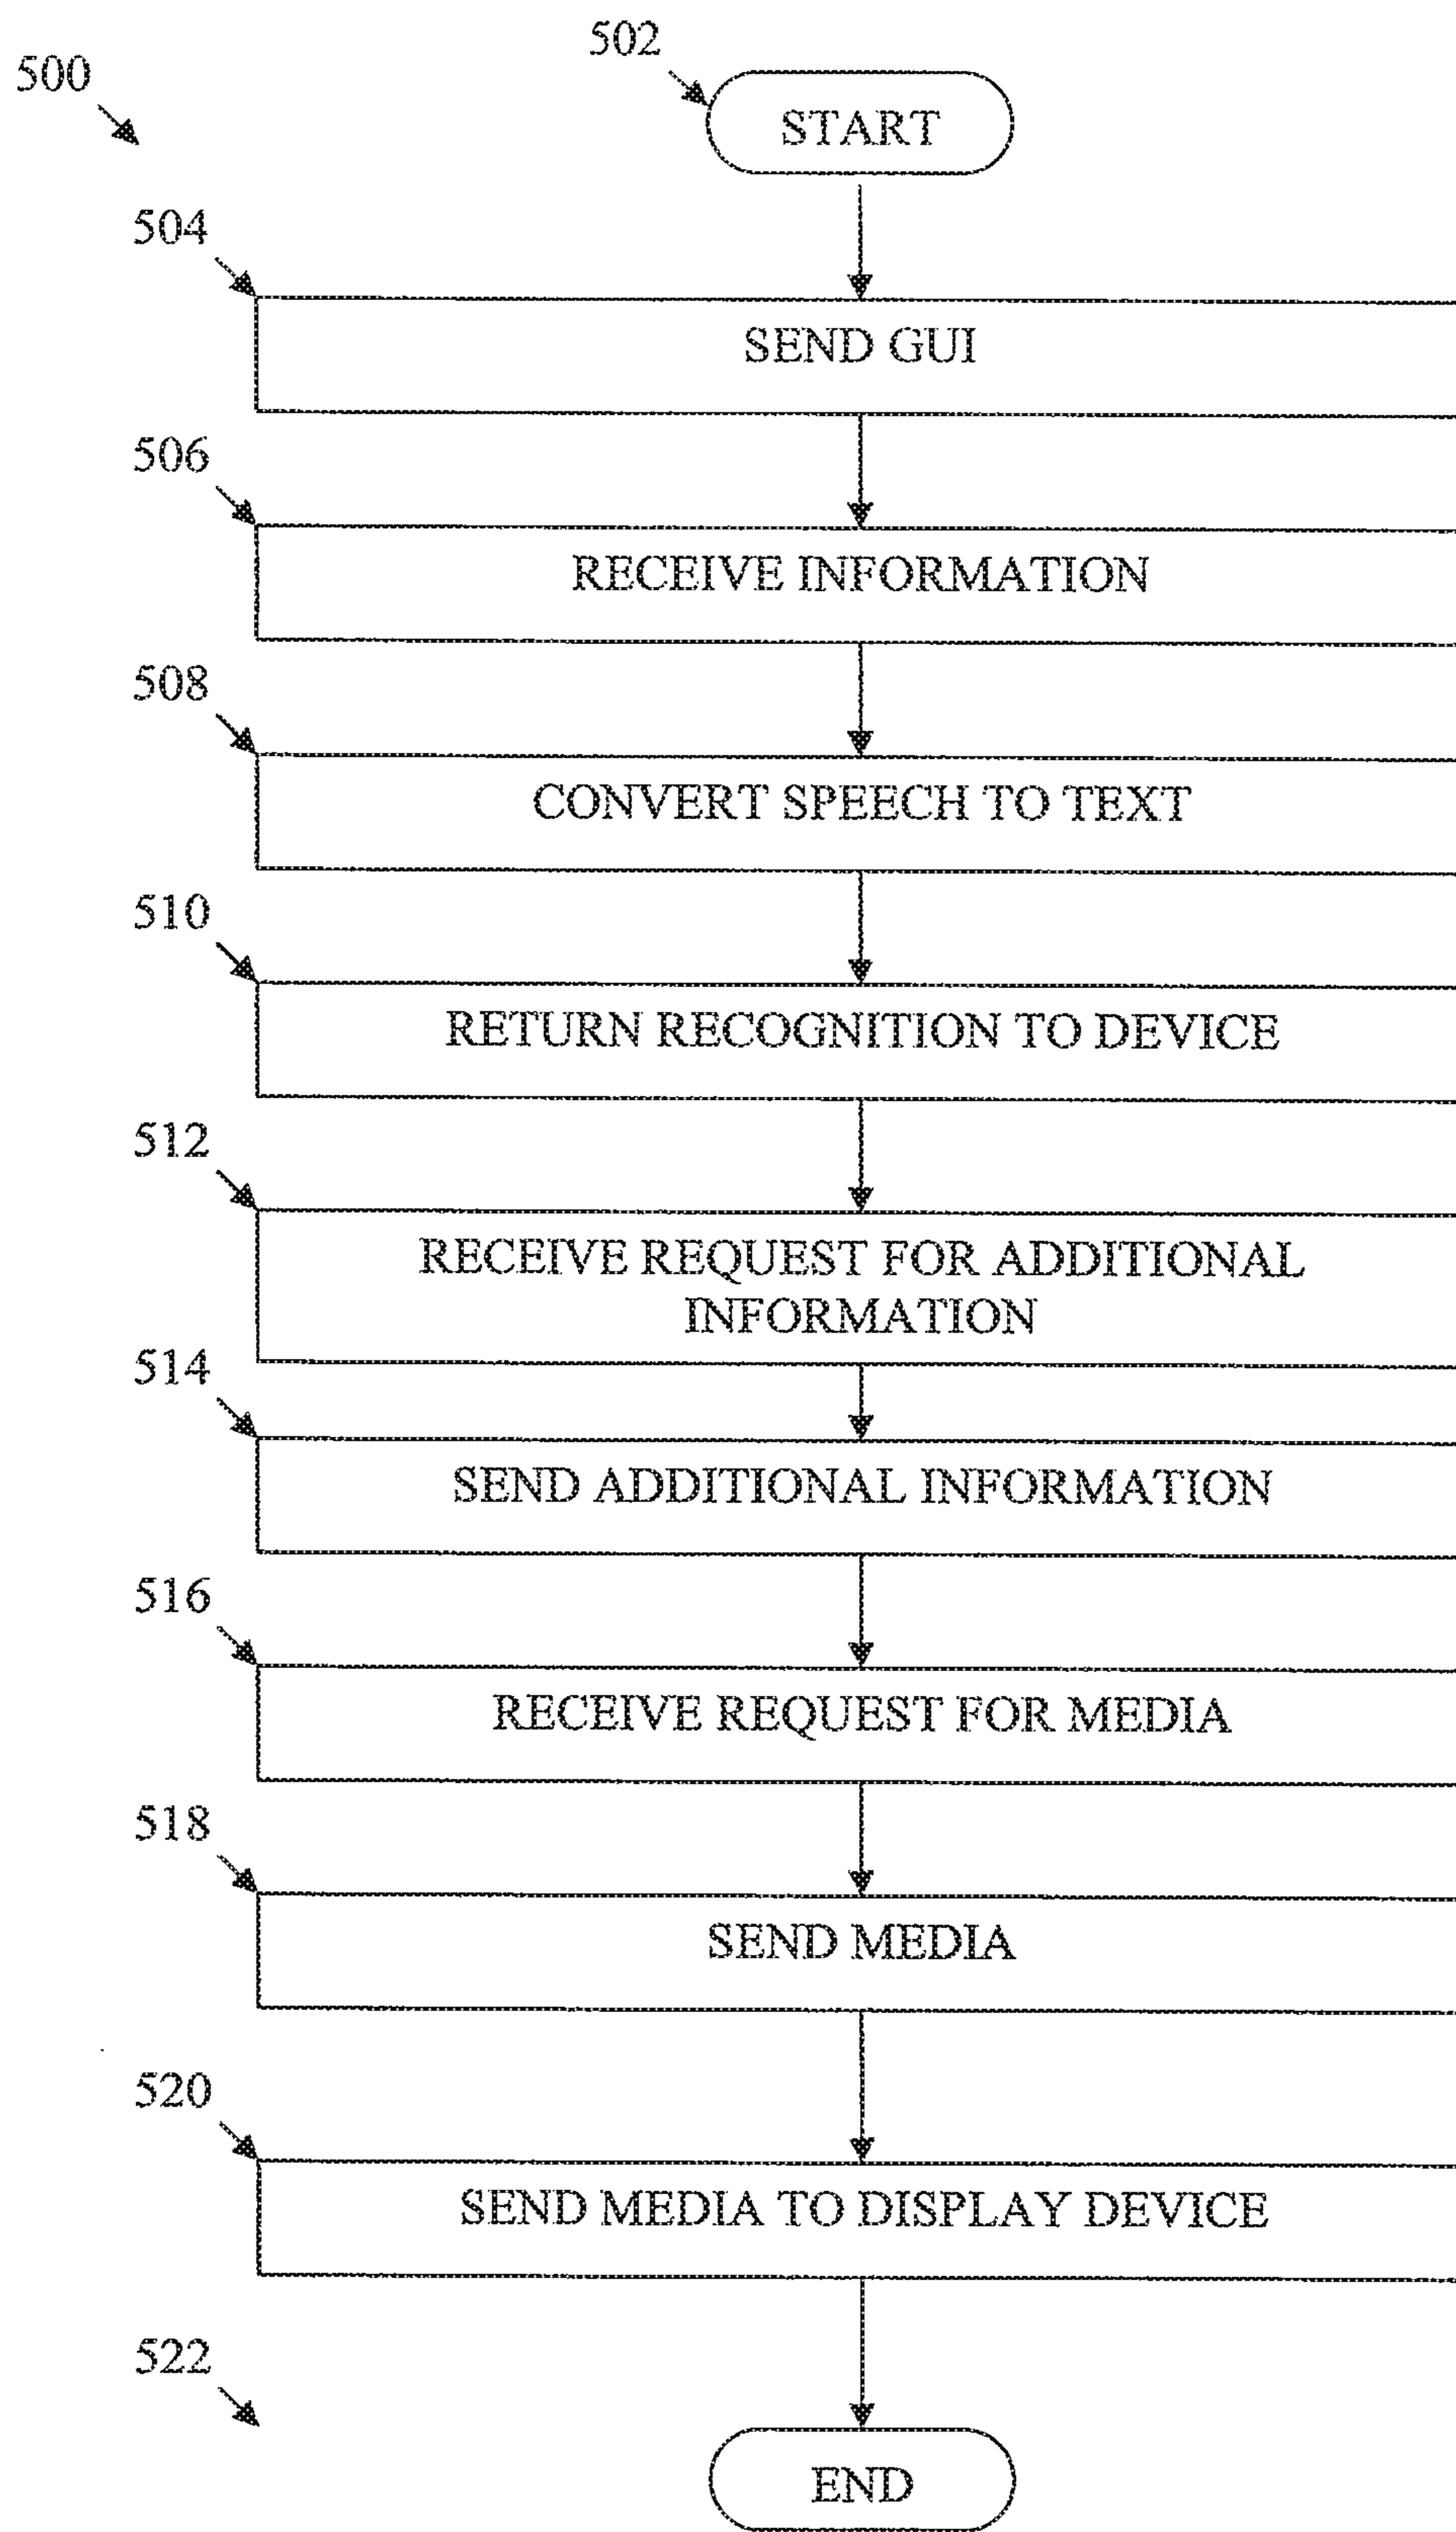 500
502
START
504
SEND GUI
506
RECEIVE INFORMATION
508
CONVERT SPEECH TO TEXT
510
RETURN RECOGNITION TO DEVICE
512
RECEIVE REQUEST FOR ADDITIONAL
INFORMATION
514
SEND ADDITIONAL INFORMATION
516
RECEIVE REQUEST FOR MEDIA
518
SEND MEDIA
520
SEND MEDIA TO DISPLAY DEVICE
522
END